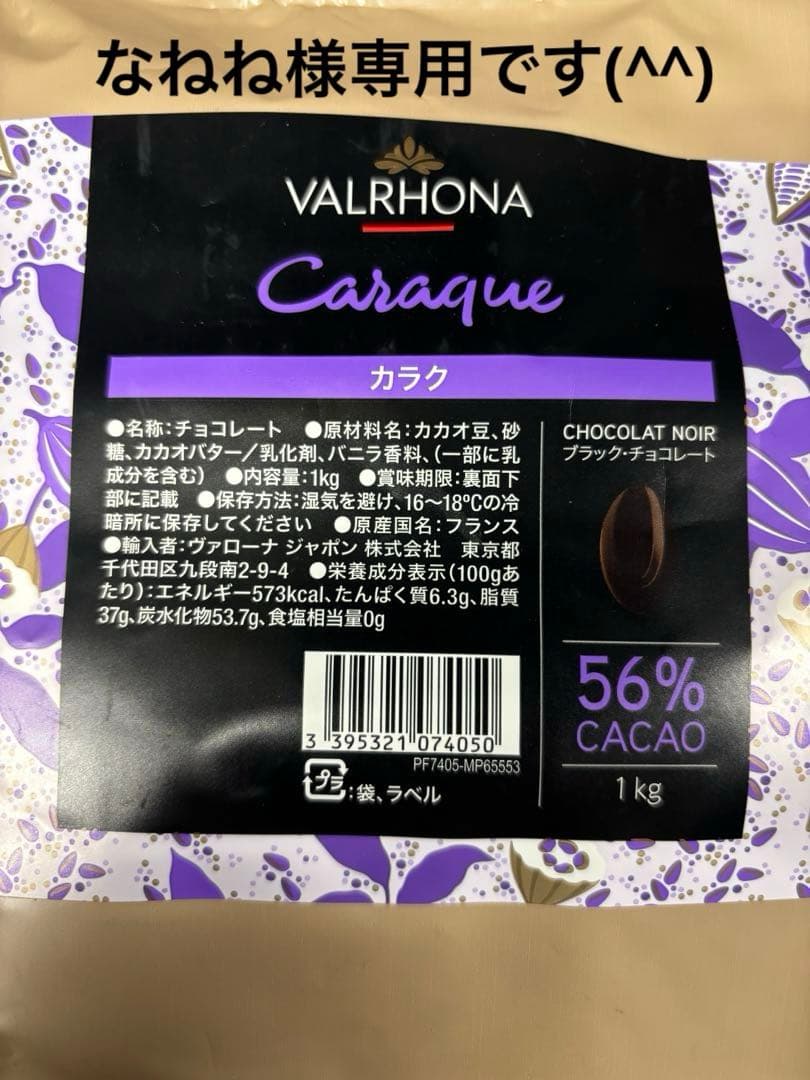 なねね様専用です(^^)
VALRHONA
Caraque
カラク
●名称：チョコレート ●原材料名：カカオ豆、砂
糖、カカオバター／乳化剤、バニラ香料、（一部に乳
成分を含む） ●内容量：1kg ●賞味期限：裏面下
部に記載 ●保存方法：湿気を避け、16～18ºCの冷
暗所に保存してください ●原産国名：フランス
●輸入者：ヴァローナ ジャポン 株式会社 東京都
千代田区九段南2-9-4 ●栄養成分表示（100gあ
たり）：エネルギー573kcal、たんぱく質6.3g、脂質
37g、炭水化物53.7g、食塩相当量0g
3 395321 074050
PF7405-MP65553
プラ：袋、ラベル
CHOCOLAT NOIR
ブラック・チョコレート
56%
CACAO
1 kg